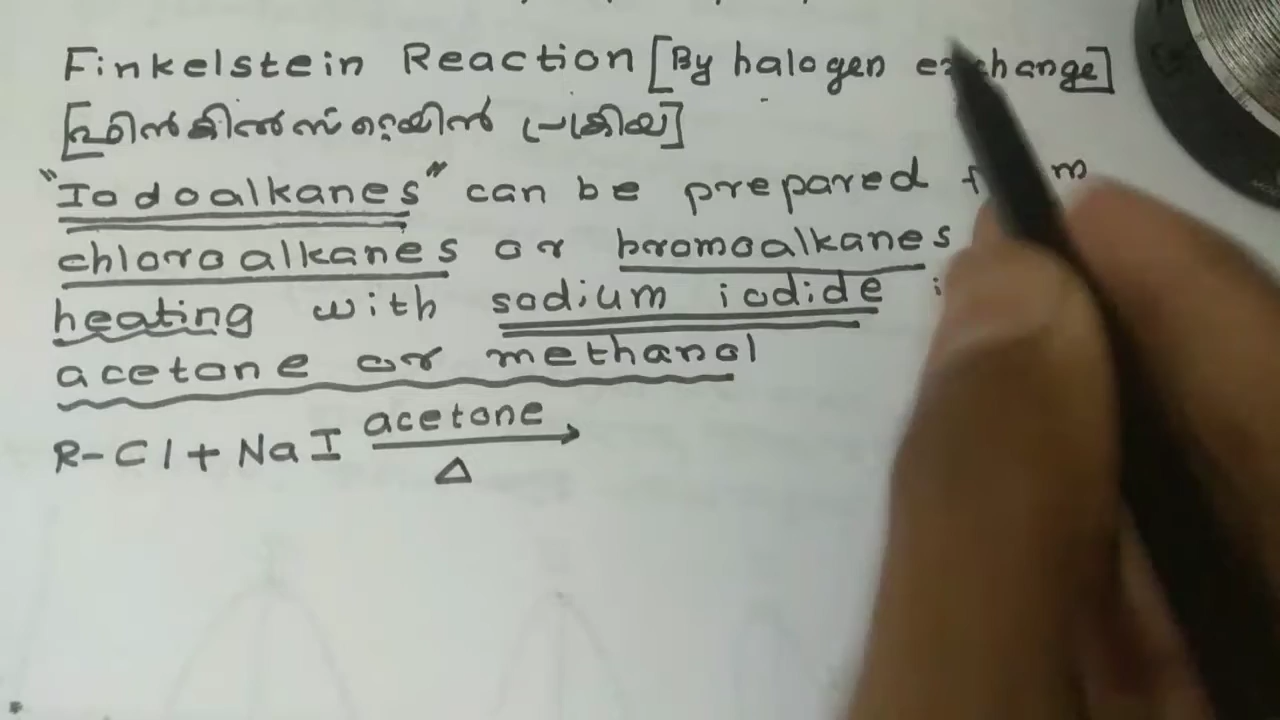 Finkelstein Reaction [By halogen exchange]
[ഫിൻകിൽസ്റ്റെയിൻ പ്രക്രിയ]
"Iodoalkanes" can be prepared
chloroalkanes or bromoalkanes
heating with sodium iodide
acetone or methanol
R-Cl + NaI acetone →
Δ